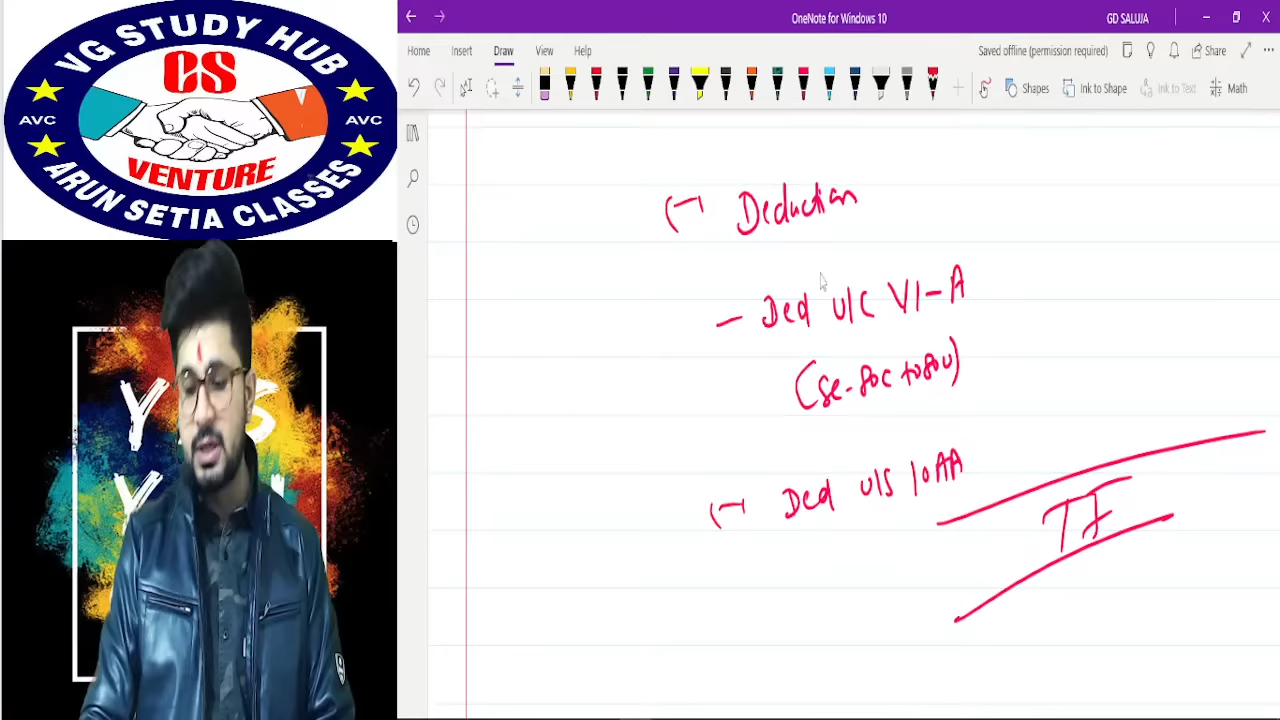 VG STUDY HUB
CS
AVC
AVC
VENTURE
ARUN SETIA CLASSES
OneNote for Windows 10
GD SALUJA
Home
Insert
Draw
View
Help
Saved offline (permission required)
Share
Shapes
Ink to Shape
Ink to Text
Math
(-) Deduction
- Ded u/c VI-A
(Se-80C to 80U)
(-) Ded u/s 10AA
TI
Y S
Y